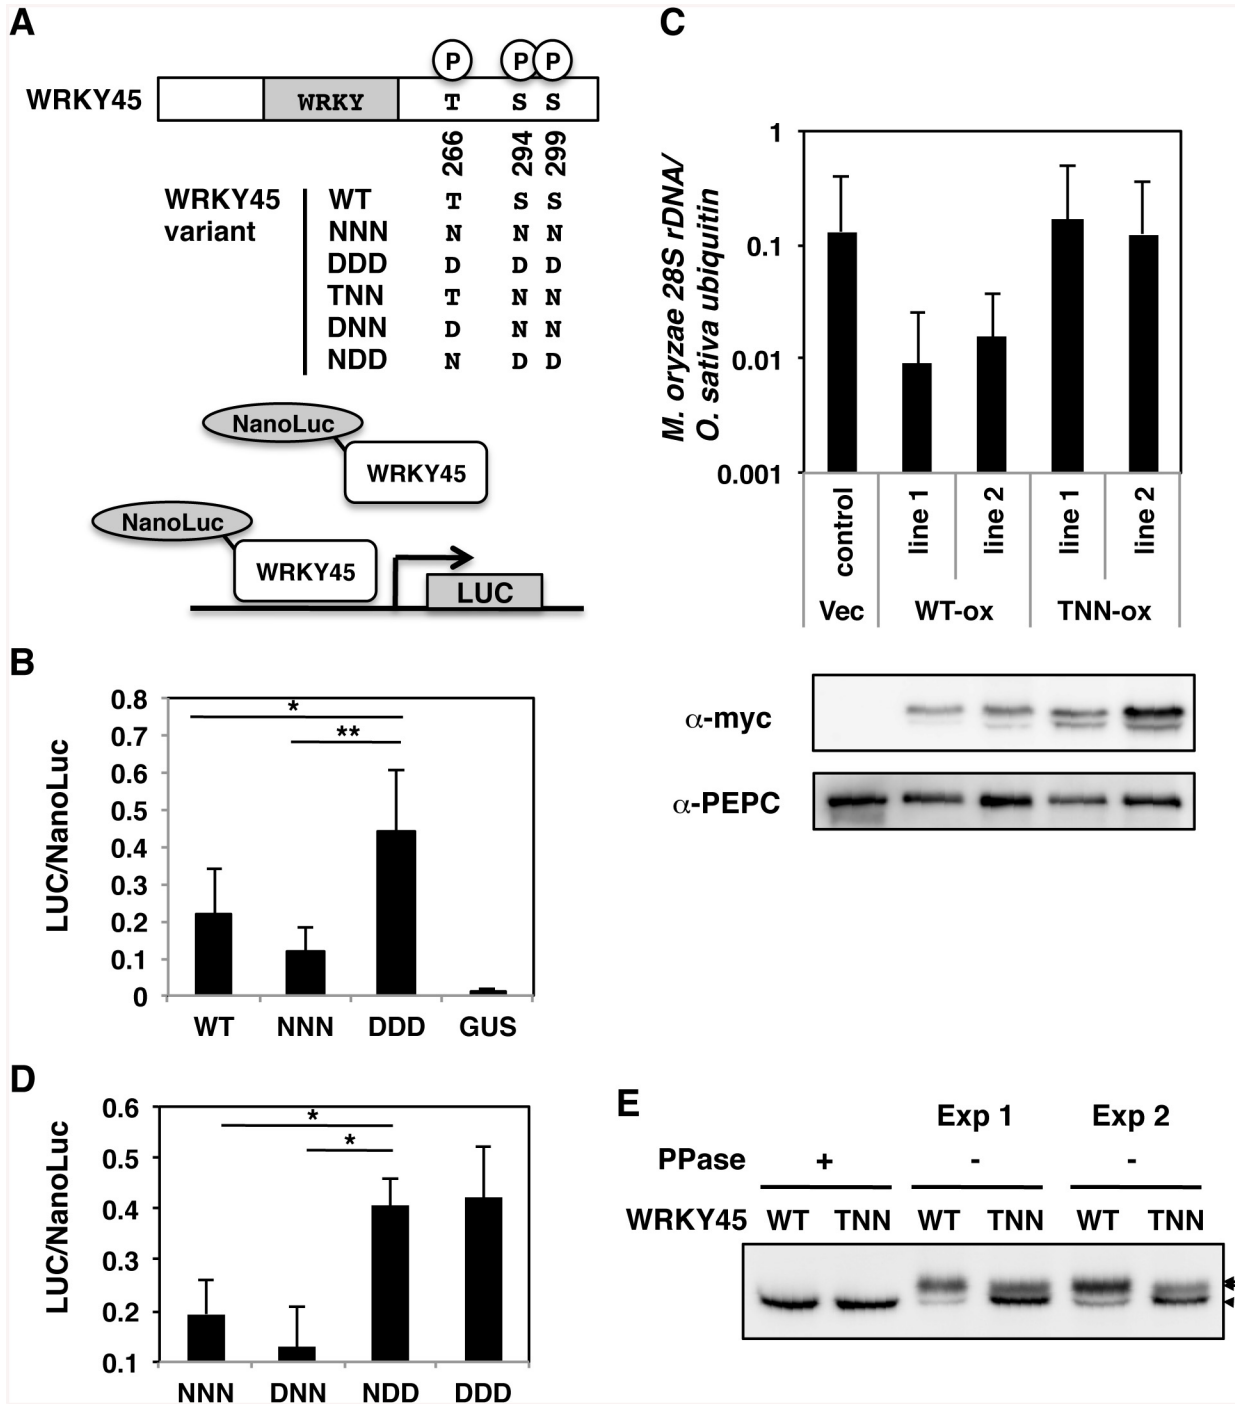 A
P P P
WRKY45 WRKY T S S
266 294 299
WRKY45 WT T S S
variant NNN N N N
DDD D D D
TNN T N N
DNN D N N
NDD N D D
NanoLuc
WRKY45
NanoLuc
WRKY45
LUC
B
LUC/NanoLuc
0.8
0.7
0.6
0.5
0.4
0.3
0.2
0.1
0
*
**
WT NNN DDD GUS
C
M. oryzae 28S rDNA/
O. sativa ubiquitin
1
0.1
0.01
0.001
control line 1 line 2 line 1 line 2
Vec WT-ox TNN-ox
α-myc
α-PEPC
D
LUC/NanoLuc
0.6
0.5
0.4
0.3
0.2
0.1
*
*
NNN DNN NDD DDD
E
Exp 1 Exp 2
PPase + - -
WRKY45 WT TNN WT TNN WT TNN